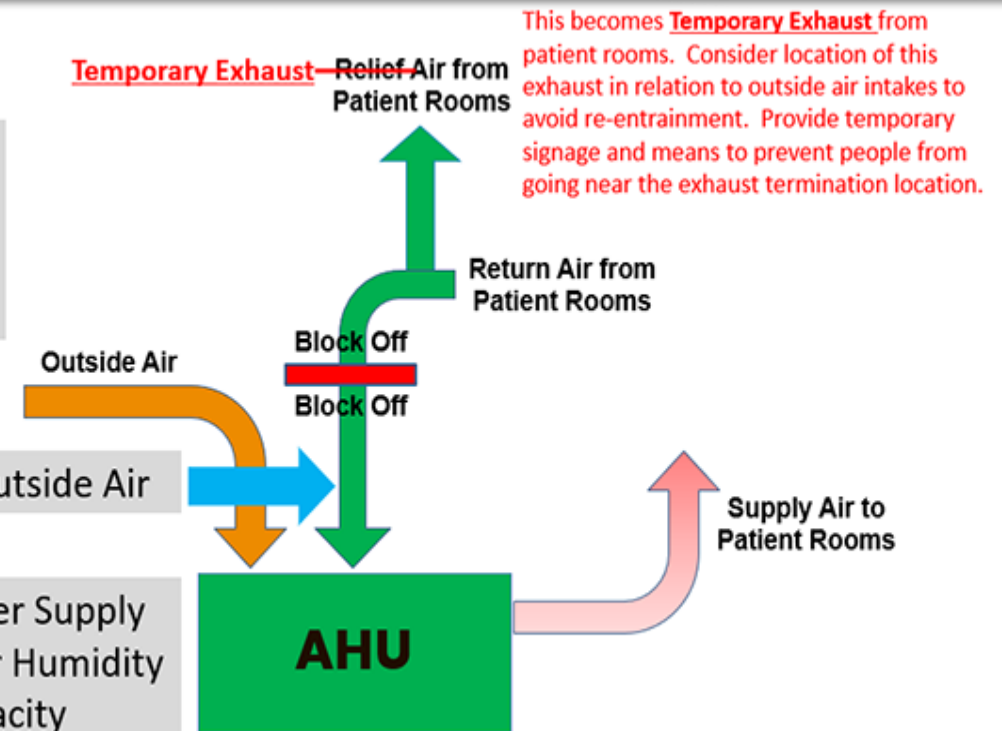 This becomes Temporary Exhaust from
patient rooms. Consider location of this
exhaust in relation to outside air intakes to
avoid re-entrainment. Provide temporary
signage and means to prevent people from
going near the exhaust termination location.
Temporary Exhaust Relief Air from
Patient Rooms
Return Air from
Patient Rooms
Block Off
Block Off
Outside Air
utside Air
Supply Air to
Patient Rooms
er Supply
r Humidity
acity
AHU